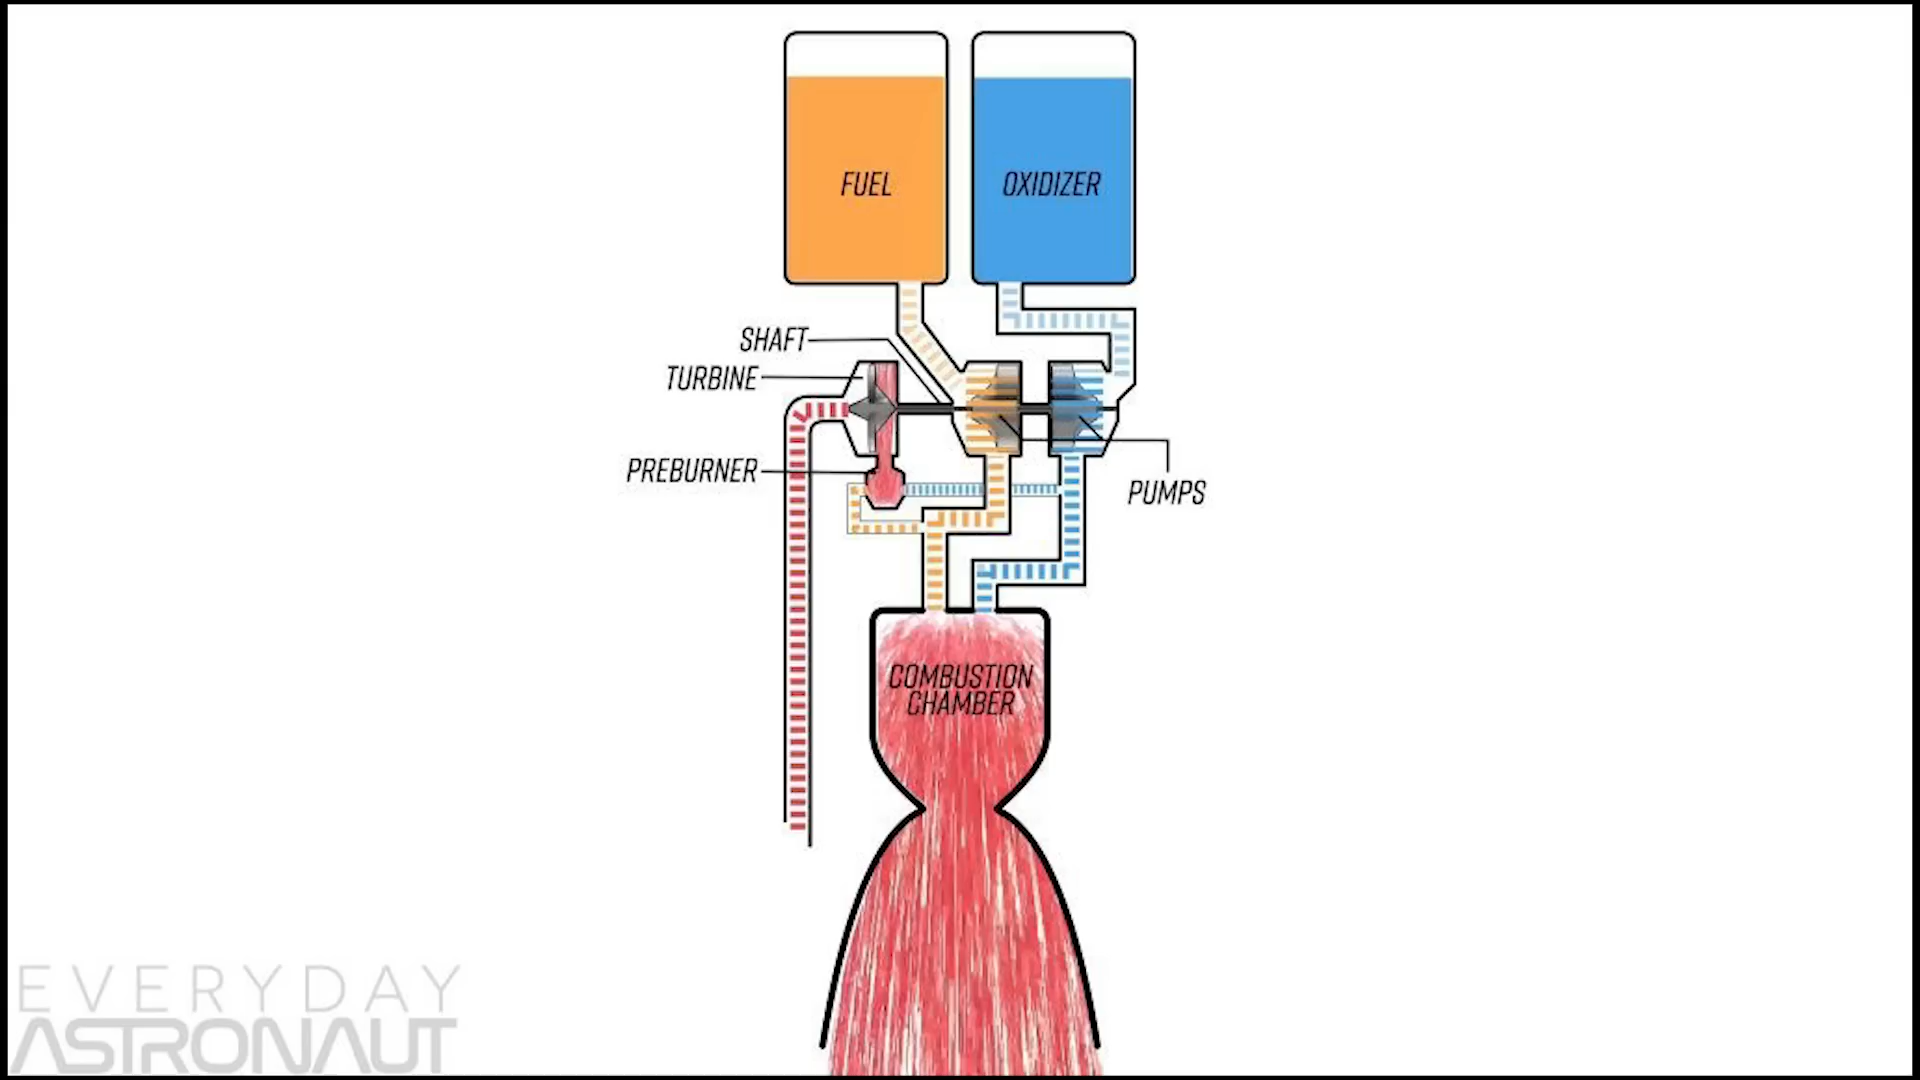 FUEL
OXIDIZER
SHAFT
TURBINE
PREBURNER
PUMPS
COMBUSTION
CHAMBER
EVERYDAY
ASTRONAUT